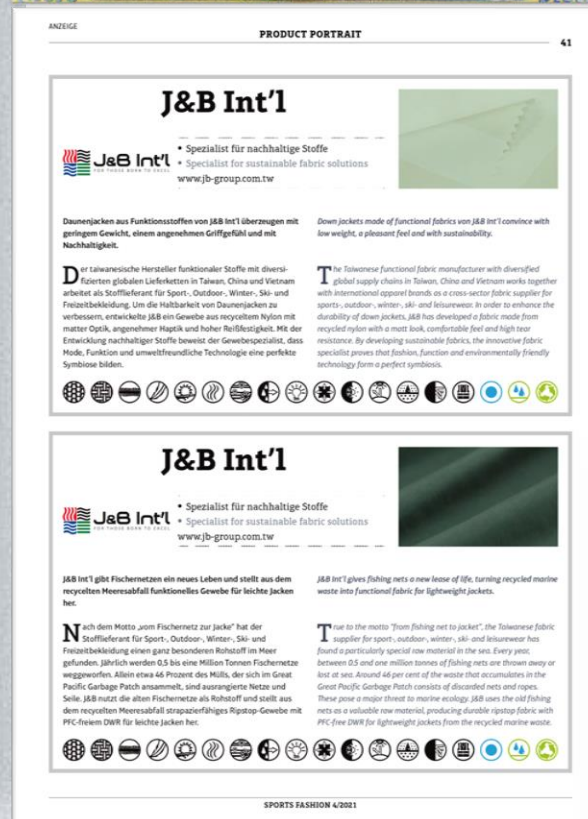 ANZEIGE
PRODUCT PORTRAIT
41
J&B Int'l
J&B Int'l
FOR THOSE BORN TO EXCEL
• Spezialist für nachhaltige Stoffe
• Specialist for sustainable fabric solutions
www.jb-group.com.tw
Daunenjacken aus Funktionsstoffen von J&B Int'l überzeugen mit
geringem Gewicht, einem angenehmen Griffgefühl und mit
Nachhaltigkeit.
Der taiwanesische Hersteller funktionaler Stoffe mit diversi-
fizierten globalen Lieferketten in Taiwan, China und Vietnam
arbeitet als Stofflieferant für Sport-, Outdoor-, Winter-, Ski- und
Freizeitbekleidung. Um die Haltbarkeit von Daunenjacken zu
verbessern, entwickelte J&B ein Gewebe aus recyceltem Nylon mit
matter Optik, angenehmer Haptik und hoher Reißfestigkeit. Mit der
Entwicklung nachhaltiger Stoffe beweist der Gewebespezialist, dass
Mode, Funktion und umweltfreundliche Technologie eine perfekte
Symbiose bilden.
Down jackets made of functional fabrics von J&B Int'l convince with
low weight, a pleasant feel and with sustainability.
The Taiwanese functional fabric manufacturer with diversified
global supply chains in Taiwan, China and Vietnam works together
with international apparel brands as a cross-sector fabric supplier for
sports-, outdoor-, winter-, ski- and leisurewear. In order to enhance the
durability of down jackets, J&B has developed a fabric made from
recycled nylon with a matt look, comfortable feel and high tear
resistance. By developing sustainable fabrics, the innovative fabric
specialist proves that fashion, function and environmentally friendly
technology form a perfect symbiosis.
J&B Int'l
J&B Int'l
FOR THOSE BORN TO EXCEL
• Spezialist für nachhaltige Stoffe
• Specialist for sustainable fabric solutions
www.jb-group.com.tw
J&B Int'l gibt Fischernetzen ein neues Leben und stellt aus dem
recycelten Meeresabfall funktionelles Gewebe für leichte Jacken
her.
Nach dem Motto „vom Fischernetz zur Jacke" hat der
Stofflieferant für Sport-, Outdoor-, Winter-, Ski- und
Freizeitbekleidung einen ganz besonderen Rohstoff im Meer
gefunden. Jährlich werden 0,5 bis eine Million Tonnen Fischernetze
weggeworfen. Allein etwa 46 Prozent des Mülls, der sich im Great
Pacific Garbage Patch ansammelt, sind ausrangierte Netze und
Seile. J&B nutzt die alten Fischernetze als Rohstoff und stellt aus
dem recycelten Meeresabfall strapazierfähiges Ripstop-Gewebe mit
PFC-freiem DWR für leichte Jacken her.
J&B Int'l gives fishing nets a new lease of life, turning recycled marine
waste into functional fabric for lightweight jackets.
True to the motto "from fishing net to jacket", the Taiwanese fabric
supplier for sport-, outdoor-, winter-, ski- and leisurewear has
found a particularly special raw material in the sea. Every year,
between 0.5 and one million tonnes of fishing nets are thrown away or
lost at sea. Around 46 per cent of the waste that accumulates in the
Great Pacific Garbage Patch consists of discarded nets and ropes.
These pose a major threat to marine ecology. J&B uses the old fishing
nets as a valuable raw material, producing durable ripstop fabric with
PFC-free DWR for lightweight jackets from the recycled marine waste.
SPORTS FASHION 4/2021